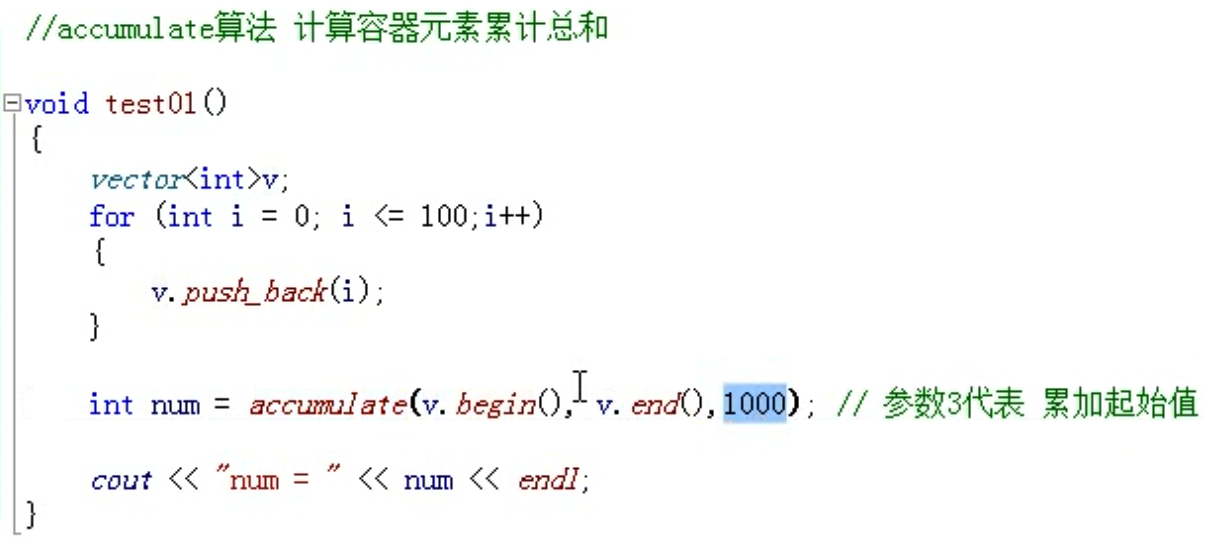 //accumulate算法 计算容器元素累计总和
void test01()
{
vector<int>v;
for (int i = 0; i <= 100;i++)
{
v.push_back(i);
}
int num = accumulate(v.begin(), v.end(),1000); // 参数3代表 累加起始值
cout << "num = " << num << endl;
}